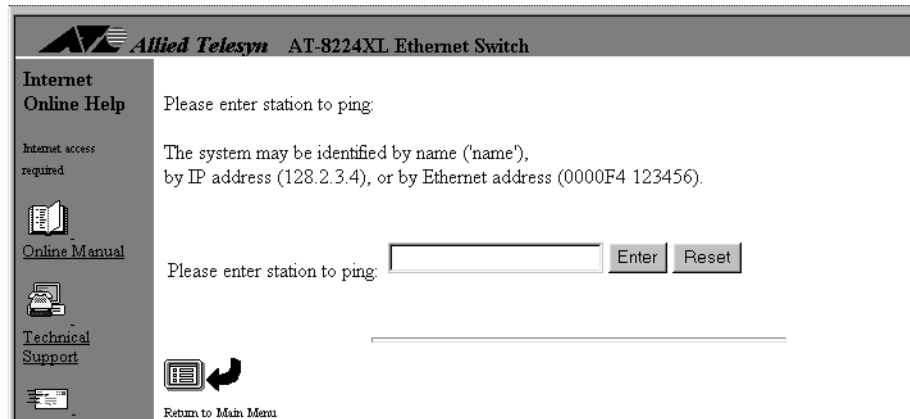 Allied Telesyn AT-8224XL Ethernet Switch
Internet
Online Help
Internet access
required
Online Manual
Technical
Support
Please enter station to ping:
The system may be identified by name ('name'),
by IP address (128.2.3.4), or by Ethernet address (0000F4 123456).
Please enter station to ping: Enter Reset
Return to Main Menu